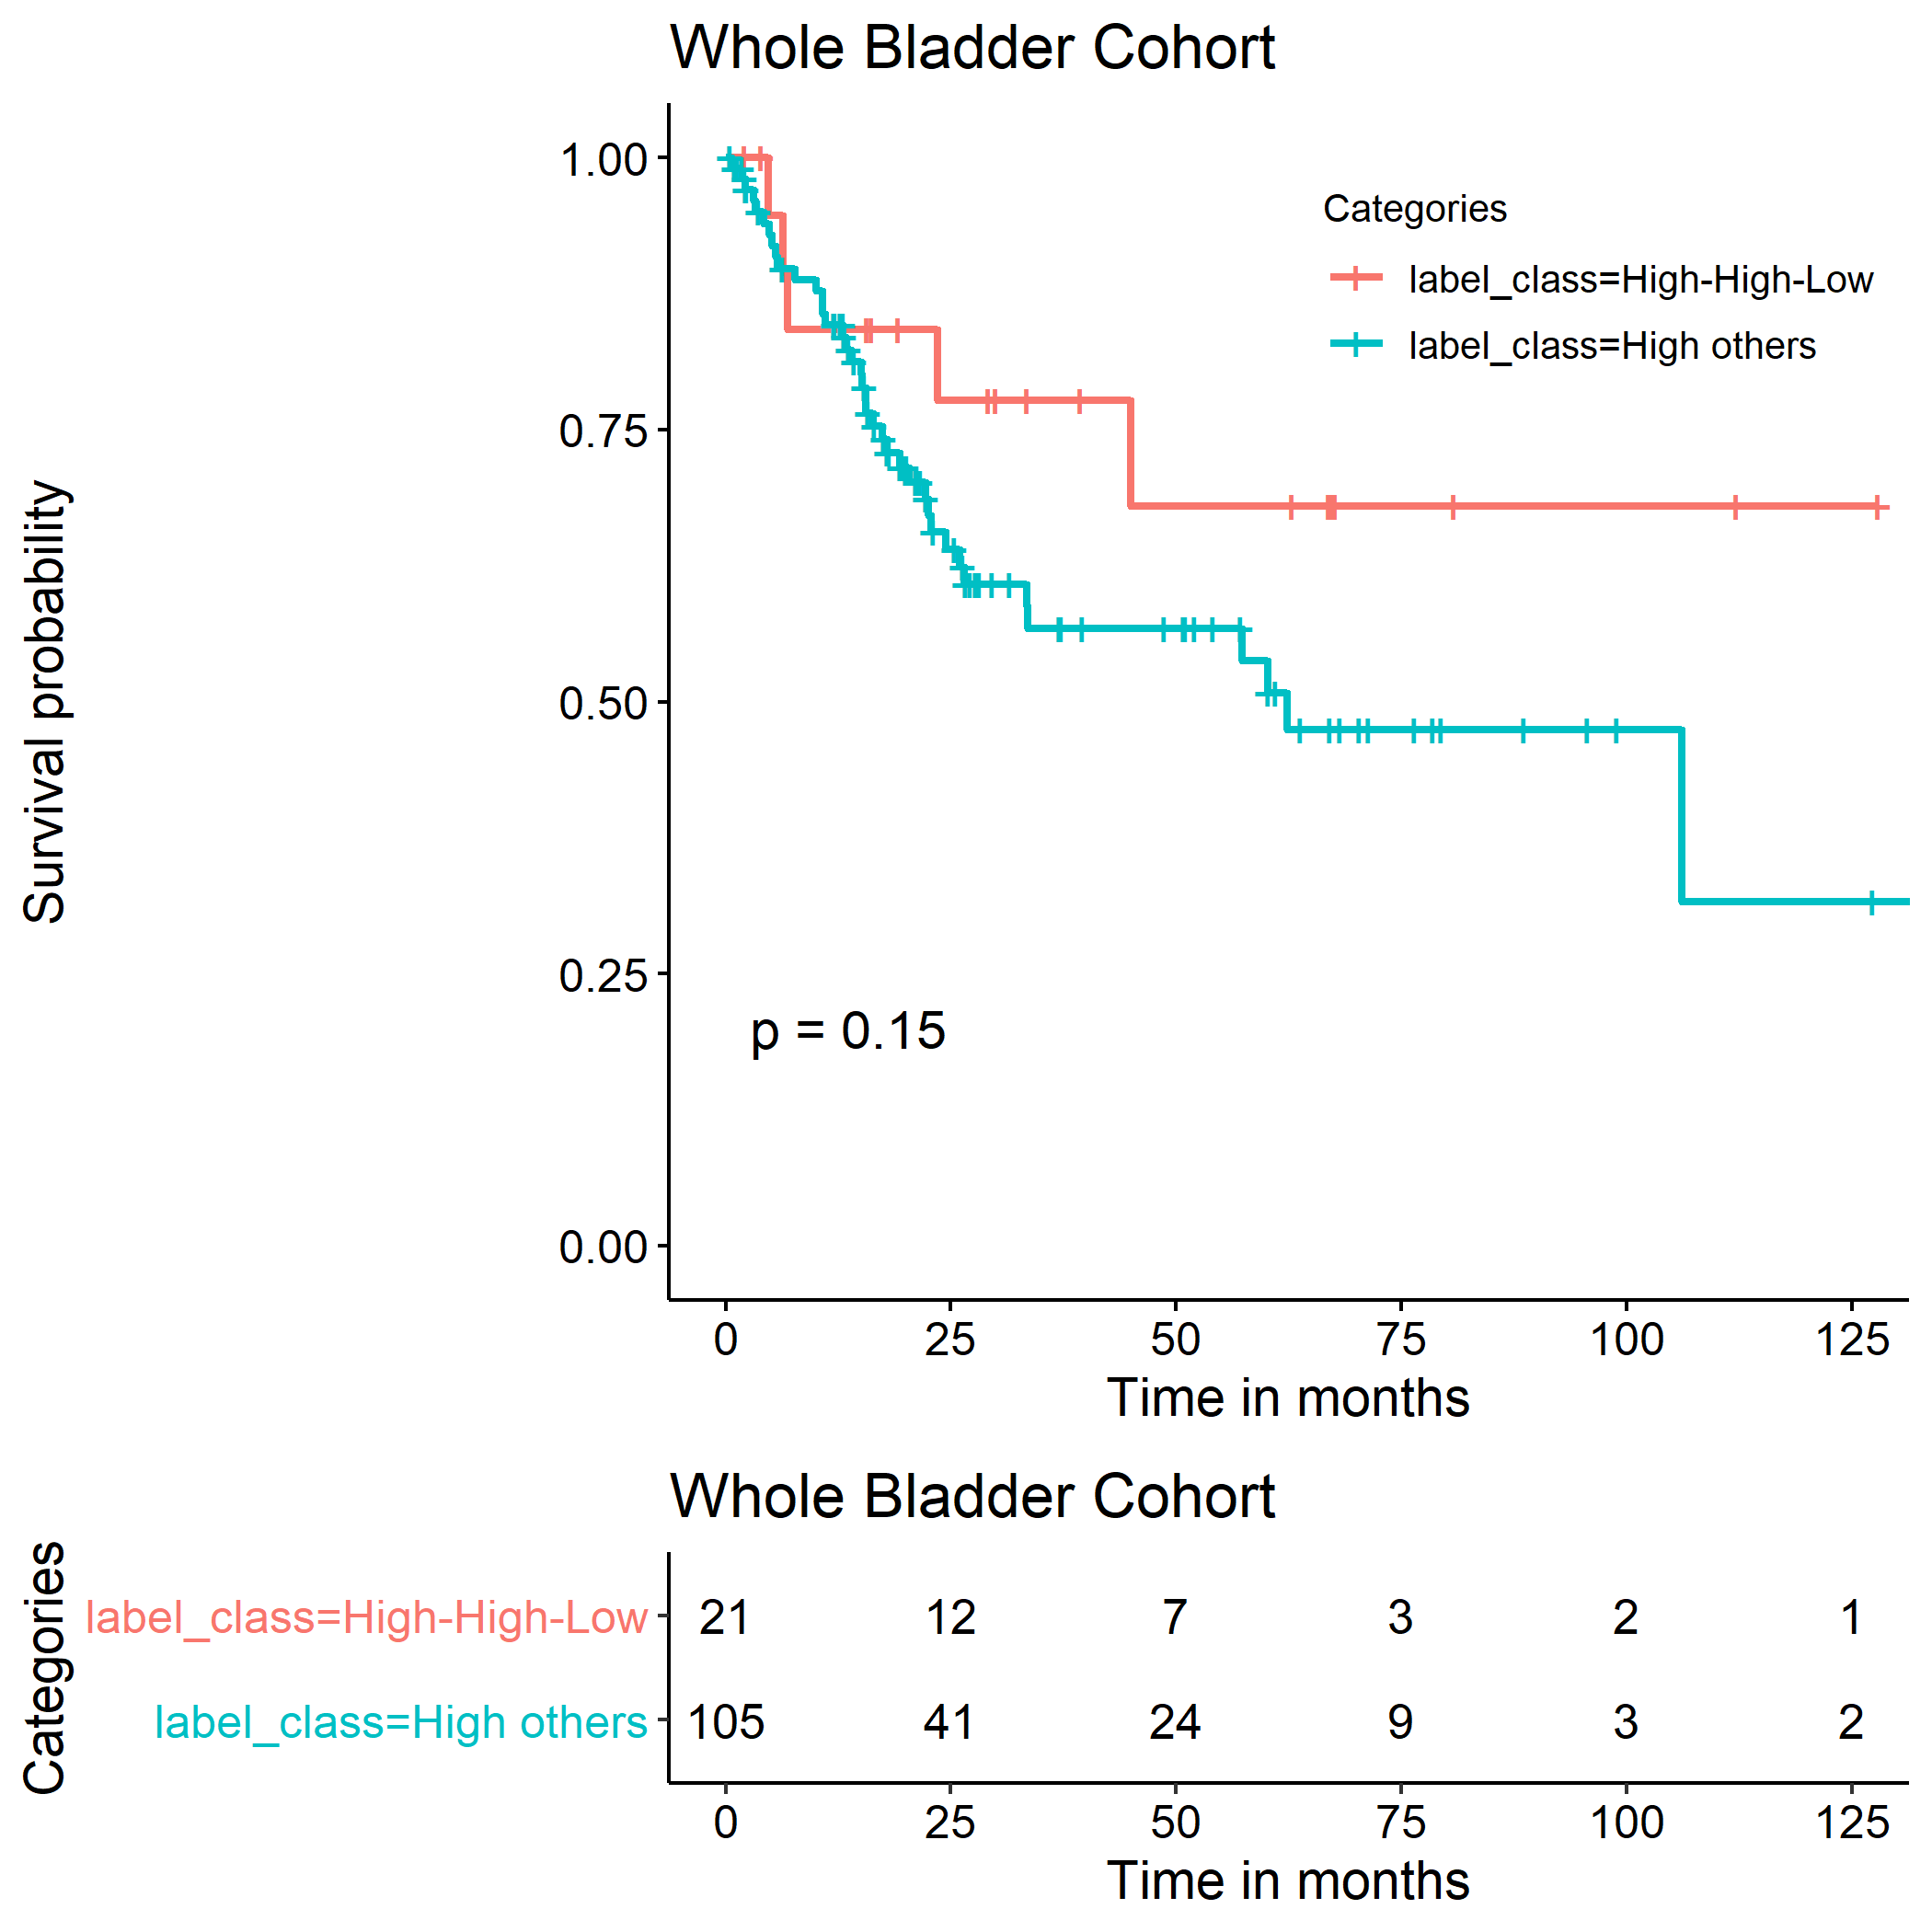 Whole Bladder Cohort
Survival probability
1.00
0.75
0.50
0.25
0.00
Categories
label_class=High-High-Low
label_class=High others
p = 0.15
0 25 50 75 100 125
Time in months
Whole Bladder Cohort
Categories
label_class=High-High-Low 21 12 7 3 2 1
label_class=High others 105 41 24 9 3 2
0 25 50 75 100 125
Time in months